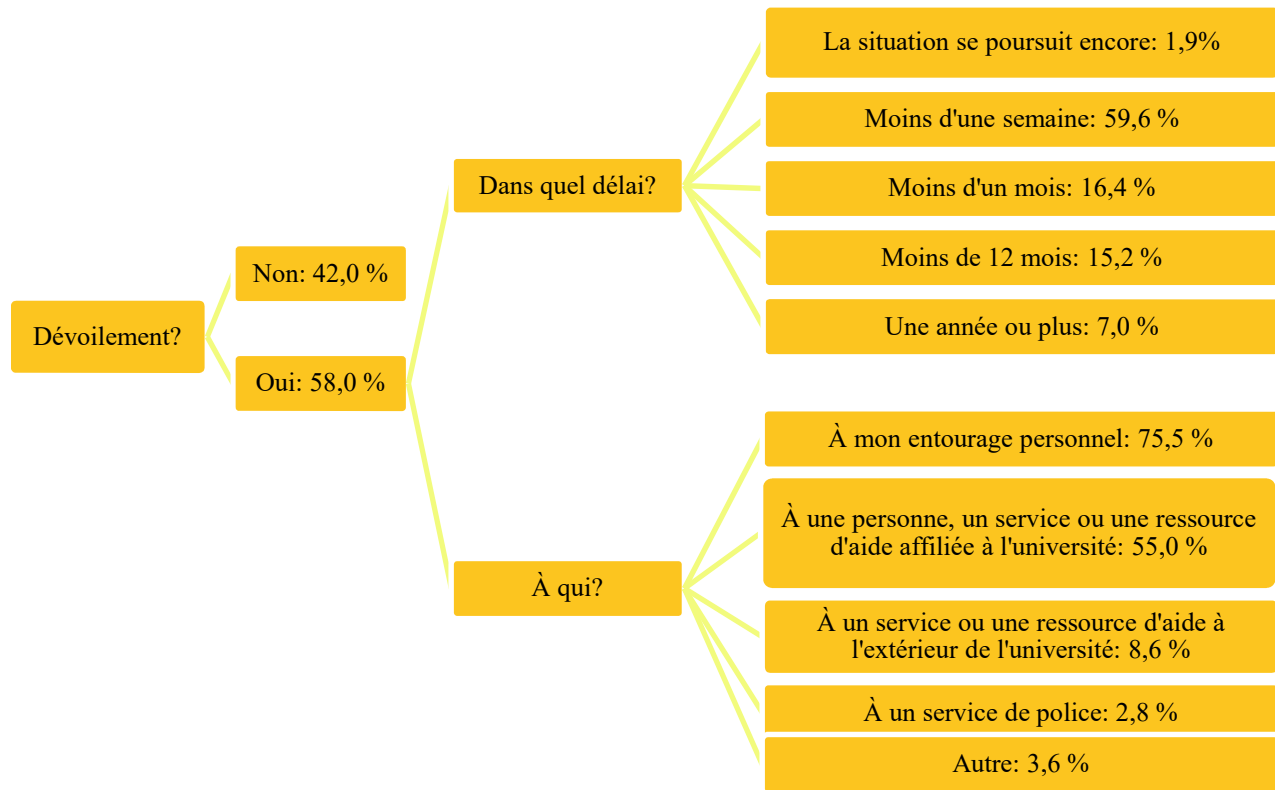 Dévoilement?
Non: 42,0 %
Oui: 58,0 %
Dans quel délai?
La situation se poursuit encore: 1,9%
Moins d'une semaine: 59,6 %
Moins d'un mois: 16,4 %
Moins de 12 mois: 15,2 %
Une année ou plus: 7,0 %
À qui?
À mon entourage personnel: 75,5 %
À une personne, un service ou une ressource
d'aide affiliée à l'université: 55,0 %
À un service ou une ressource d'aide à
l'extérieur de l'université: 8,6 %
À un service de police: 2,8 %
Autre: 3,6 %